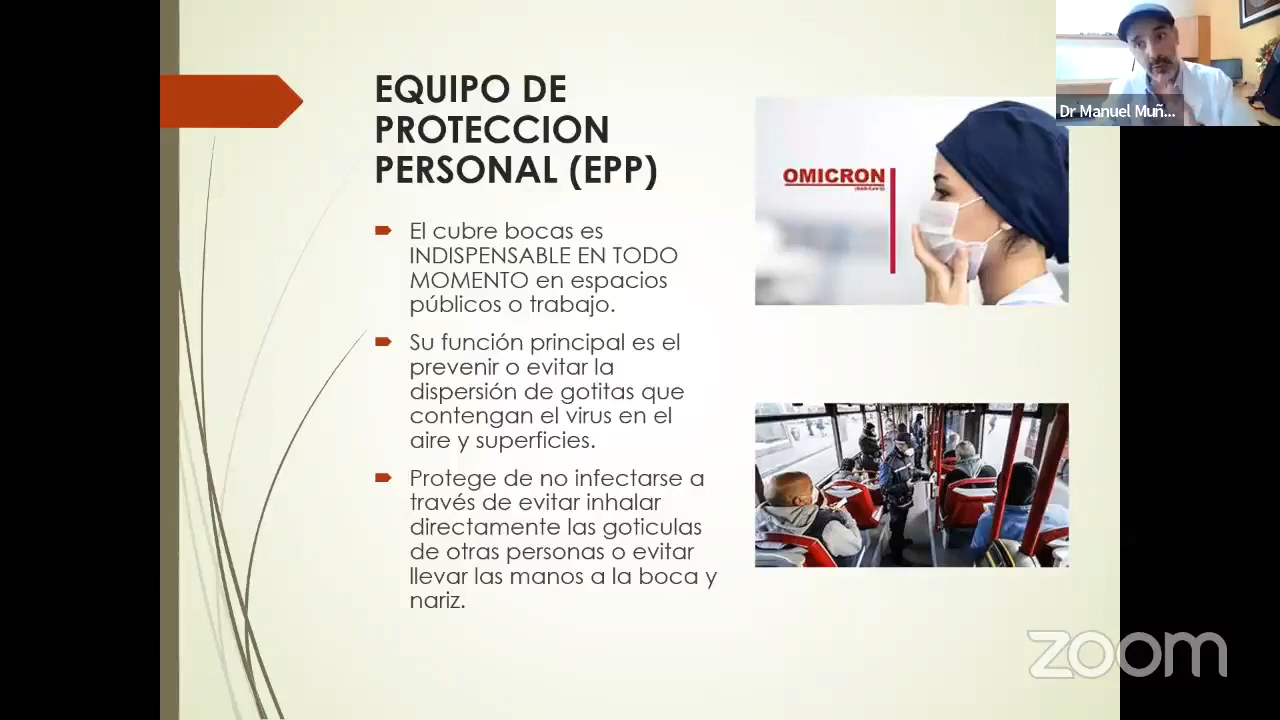 EQUIPO DE
PROTECCION
PERSONAL (EPP)
El cubre bocas es
INDISPENSABLE EN TODO
MOMENTO en espacios
públicos o trabajo.
Su función principal es el
prevenir o evitar la
dispersión de gotitas que
contengan el virus en el
aire y superficies.
Protege de no infectarse a
través de evitar inhalar
directamente las goticulas
de otras personas o evitar
llevar las manos a la boca y
nariz.
OMICRON
Dr Manuel Muñ...
zoom